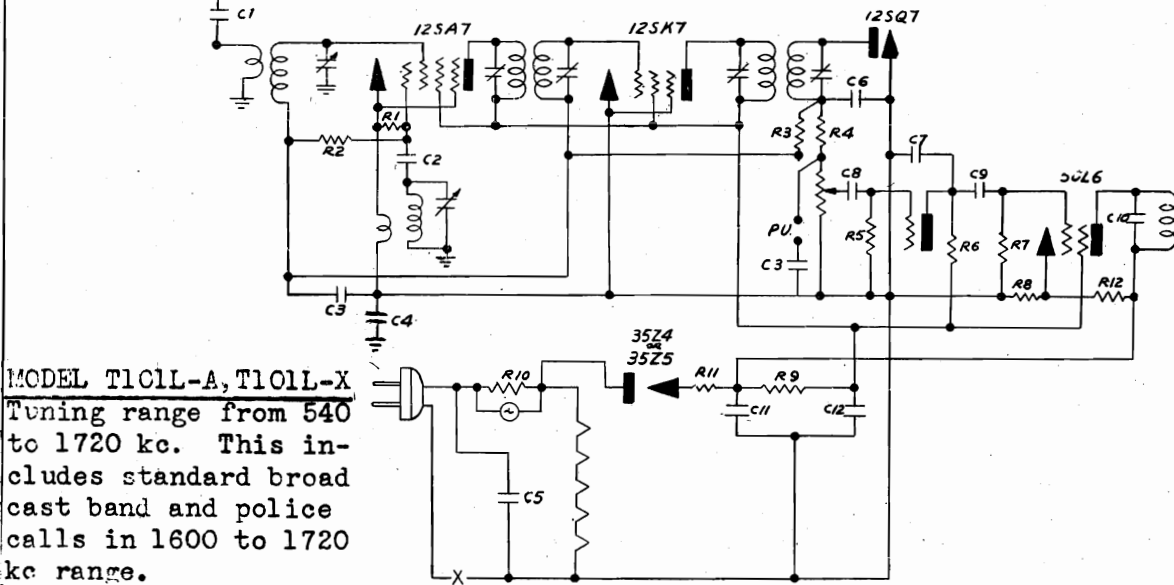 C1
12SA7
12SK7
12SQ7
C6
R1
R3
R4
C7
R2
C2
C8
C9
50L6
C10
PU.
R5
R6
R7
C3
R8
R12
C3
C4
35Z4
OR
35Z5
R11
R9
R10
C11
C12
C5
X
MODEL T101L-A, T101L-X
Tuning range from 540
to 1720 kc. This in-
cludes standard broad
cast band and police
calls in 1600 to 1720
kc range.